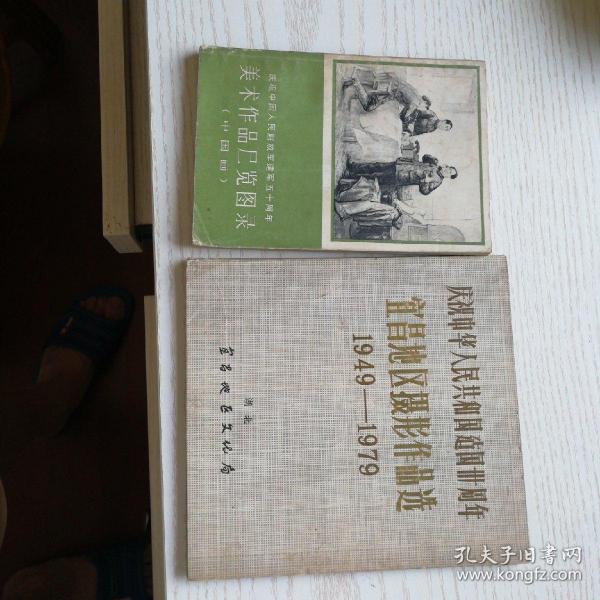 庆祝中国人民解放军建军五十周年
美术作品展览图录
(中国画)
庆祝中华人民共和国造国卅周年
宜昌地区摄影作品选
1949—1979
湖北
宜昌地区文化局
孔夫子旧书网
www.kongfz.com